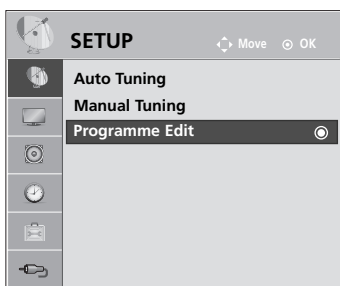 SETUP Move OK
Auto Tuning
Manual Tuning
Programme Edit